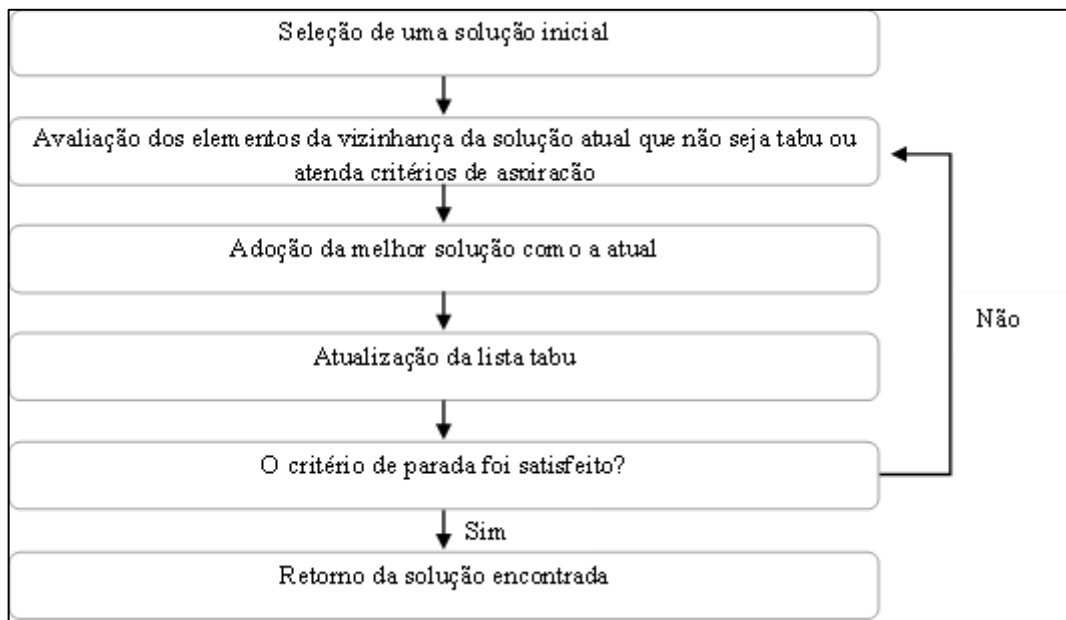 Seleção de uma solução inicial
Avaliação dos elementos da vizinhança da solução atual que não seja tabu ou
atenda critérios de aspiração
Adoção da melhor solução como a atual
Não
Atualização da lista tabu
O critério de parada foi satisfeito?
Sim
Retorno da solução encontrada